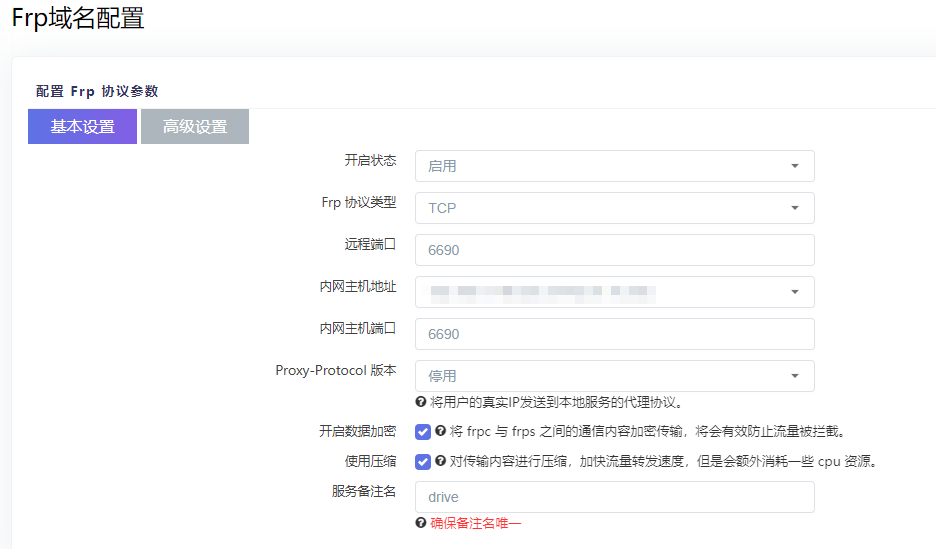 Frp域名配置
配置 Frp 协议参数
基本设置 高级设置
开启状态 启用
Frp 协议类型 TCP
远程端口 6690
内网主机地址
内网主机端口 6690
Proxy-Protocol 版本 停用
将用户的真实IP发送到本地服务的代理协议。
开启数据加密 将 frpc 与 frps 之间的通信内容加密传输，将会有效防止流量被拦截。
使用压缩 对传输内容进行压缩，加快流量转发速度，但是会额外消耗一些 cpu 资源。
服务备注名 drive
确保备注名唯一